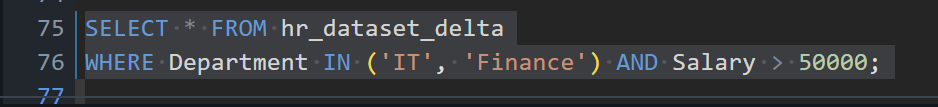 75 SELECT * FROM hr_dataset_delta
76 WHERE Department IN ('IT', 'Finance') AND Salary > 50000;
77